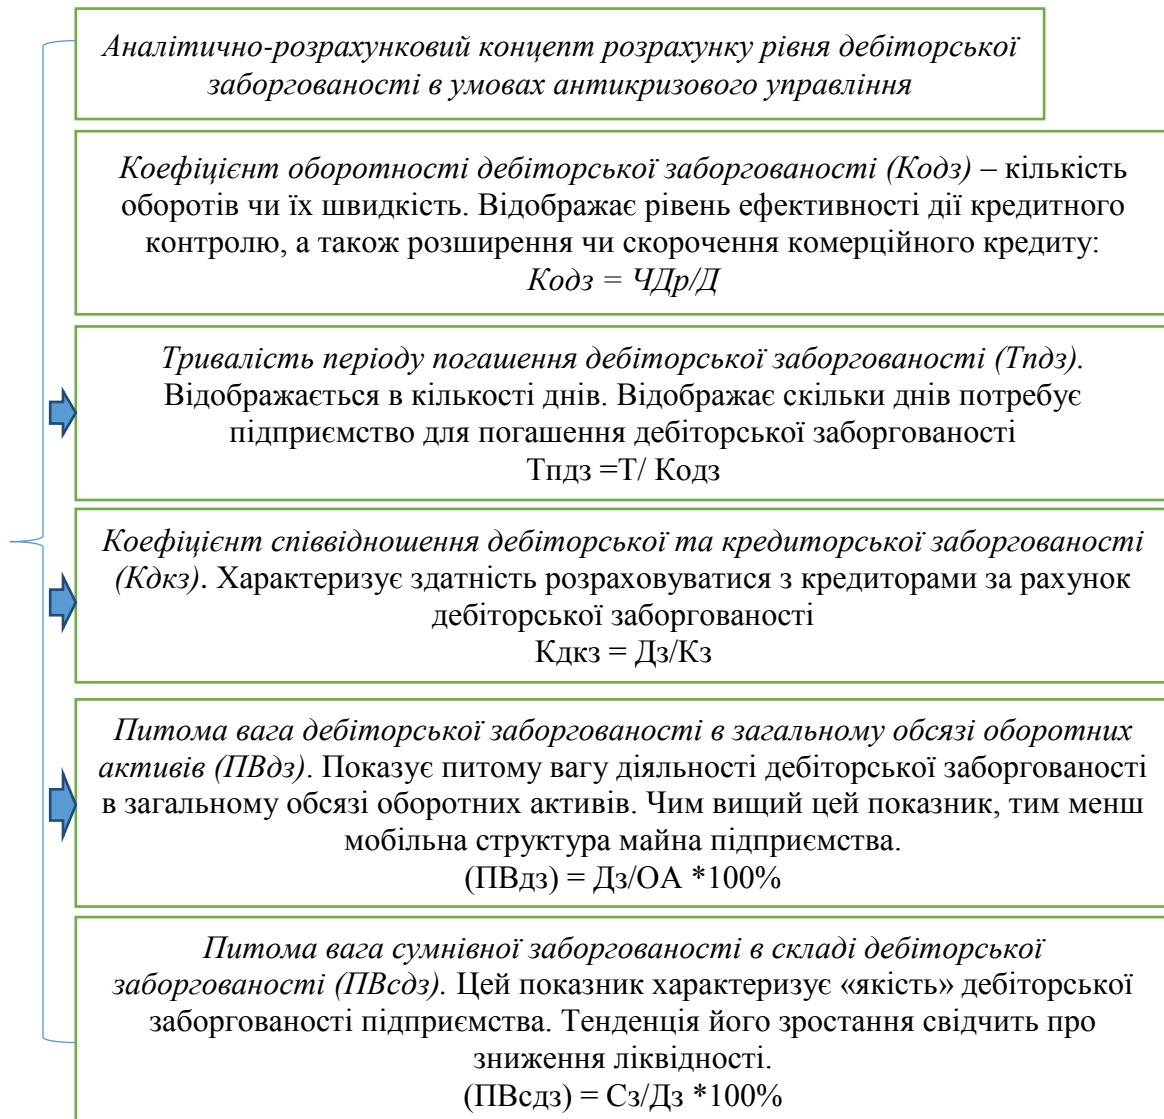 Аналітично-розрахунковий концепт розрахунку рівня дебіторської
заборгованості в умовах антикризового управління
Коефіцієнт оборотності дебіторської заборгованості (Кодз) – кількість
оборотів чи їх швидкість. Відображає рівень ефективності дії кредитного
контролю, а також розширення чи скорочення комерційного кредиту:
Кодз = ЧДр/Д
Тривалість періоду погашення дебіторської заборгованості (Тпдз).
Відображається в кількості днів. Відображає скільки днів потребує
підприємство для погашення дебіторської заборгованості
Тпдз =Т/ Кодз
Коефіцієнт співвідношення дебіторської та кредиторської заборгованості
(Кдкз). Характеризує здатність розраховуватися з кредиторами за рахунок
дебіторської заборгованості
Кдкз = Дз/Кз
Питома вага дебіторської заборгованості в загальному обсязі оборотних
активів (ПВдз). Показує питому вагу діяльності дебіторської заборгованості
в загальному обсязі оборотних активів. Чим вищий цей показник, тим менш
мобільна структура майна підприємства.
(ПВдз) = Дз/ОА *100%
Питома вага сумнівної заборгованості в складі дебіторської
заборгованості (ПВсдз). Цей показник характеризує «якість» дебіторської
заборгованості підприємства. Тенденція його зростання свідчить про
зниження ліквідності.
(ПВсдз) = Сз/Дз *100%